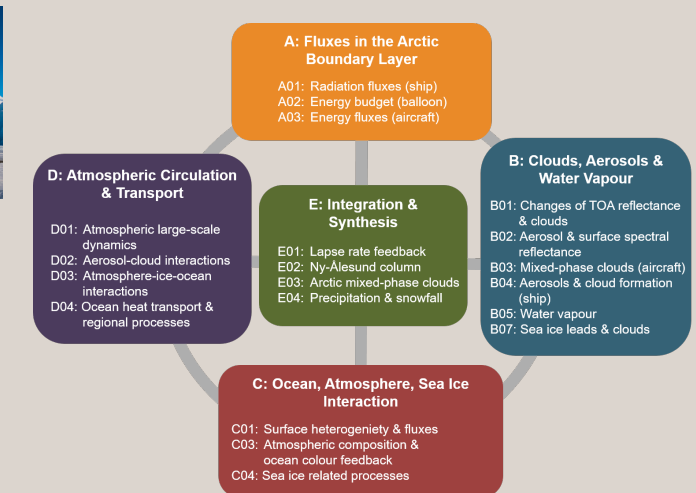 A: Fluxes in the Arctic
Boundary Layer
A01: Radiation fluxes (ship)
A02: Energy budget (balloon)
A03: Energy fluxes (aircraft)
D: Atmospheric Circulation
& Transport
D01: Atmospheric large-scale
dynamics
D02: Aerosol-cloud interactions
D03: Atmosphere-ice-ocean
interactions
D04: Ocean heat transport &
regional processes
E: Integration &
Synthesis
E01: Lapse rate feedback
E02: Ny-Ålesund column
E03: Arctic mixed-phase clouds
E04: Precipitation & snowfall
B: Clouds, Aerosols &
Water Vapour
B01: Changes of TOA reflectance
& clouds
B02: Aerosol & surface spectral
reflectance
B03: Mixed-phase clouds (aircraft)
B04: Aerosols & cloud formation
(ship)
B05: Water vapour
B07: Sea ice leads & clouds
C: Ocean, Atmosphere, Sea Ice
Interaction
C01: Surface heterogeniety & fluxes
C03: Atmospheric composition &
ocean colour feedback
C04: Sea ice related processes